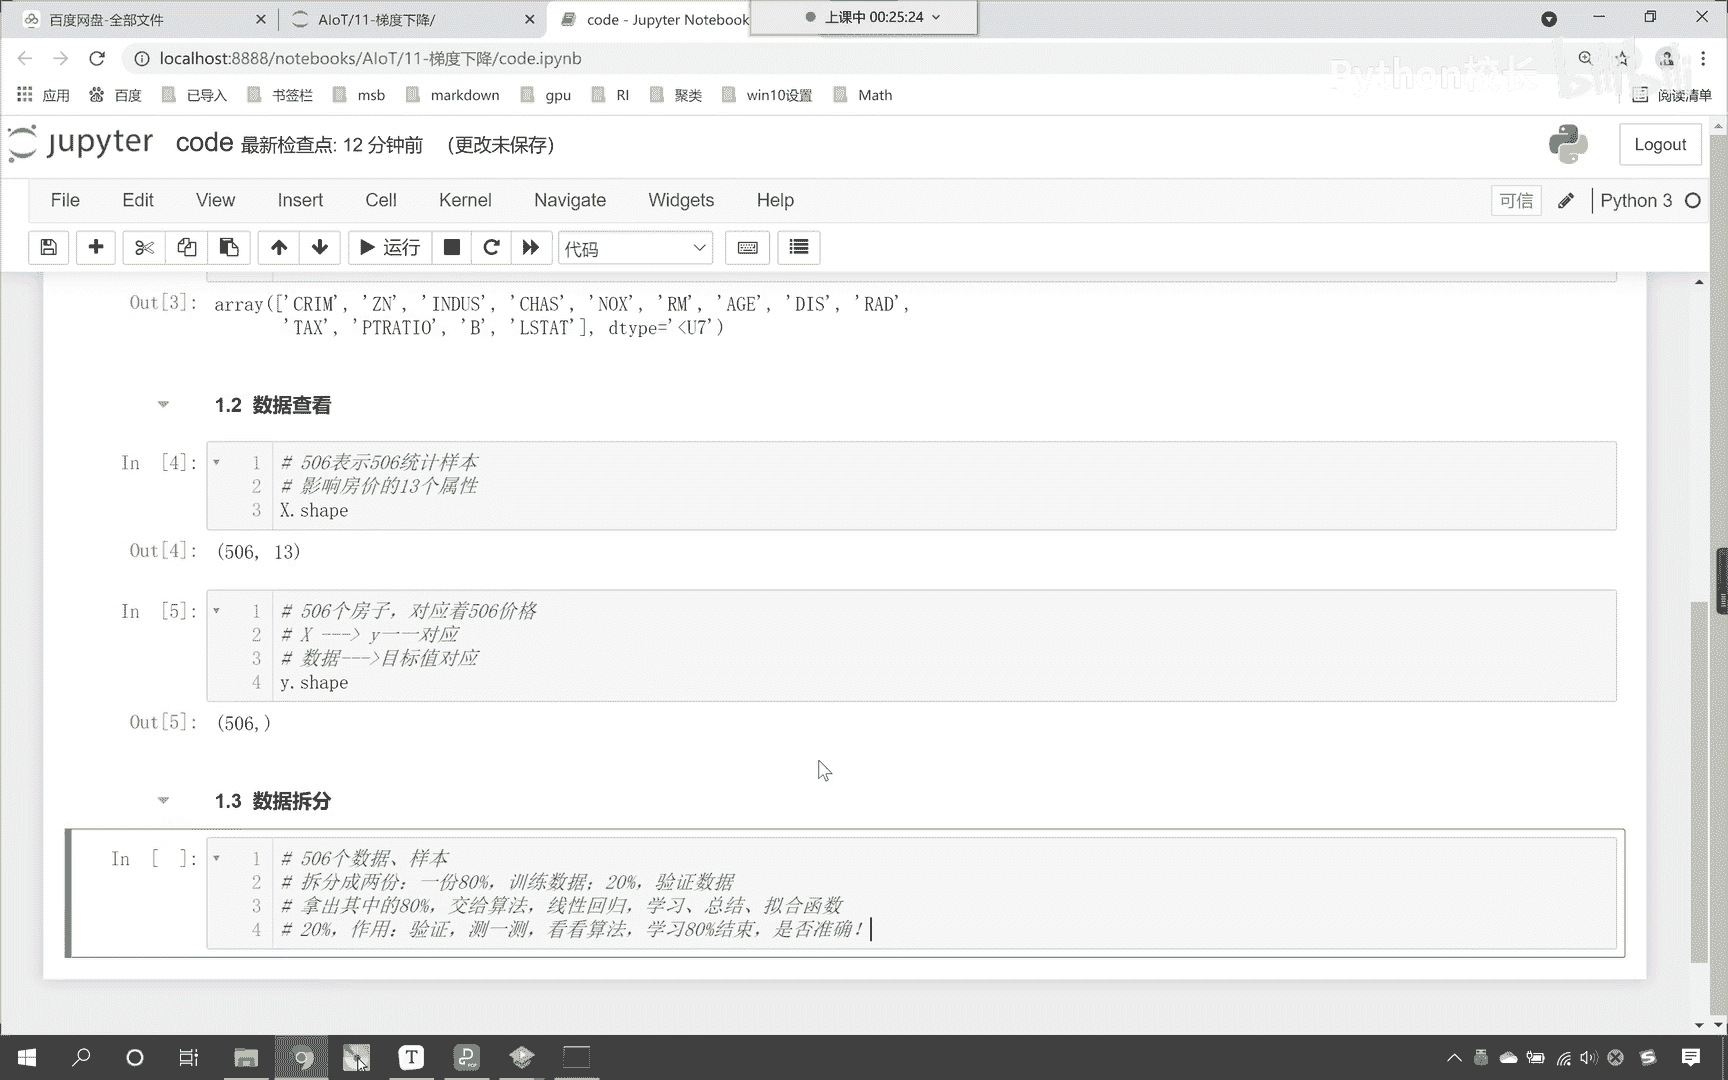 百度网盘-全部文件
AIoT/11-梯度下降/
code - Jupyter Notebook
上课中 00:25:24
localhost:8888/notebooks/AIoT/11-梯度下降/code.ipynb
Python校长
bilibili
应用 百度 已导入 书签栏 msb markdown gpu RI 聚类 win10设置 Math 阅读清单
jupyter code 最新检查点: 12 分钟前 (更改未保存) Logout
File Edit View Insert Cell Kernel Navigate Widgets Help 可信 Python 3
运行 代码
Out[3]: array(['CRIM', 'ZN', 'INDUS', 'CHAS', 'NOX', 'RM', 'AGE', 'DIS', 'RAD',
'TAX', 'PTRATIO', 'B', 'LSTAT'], dtype='<U7')
1.2 数据查看
In [4]: 1 # 506表示506统计样本
2 # 影响房价的13个属性
3 X.shape
Out[4]: (506, 13)
In [5]: 1 # 506个房子，对应着506价格
2 # X ---> y一一对应
3 # 数据--->目标值对应
4 y.shape
Out[5]: (506,)
1.3 数据拆分
In [ ]: 1 # 506个数据、样本
2 # 拆分成两份：一份80%，训练数据；20%，验证数据
3 # 拿出其中的80%，交给算法，线性回归，学习、总结、拟合函数
4 # 20%，作用：验证，测一测，看看算法，学习80%结束，是否准确！